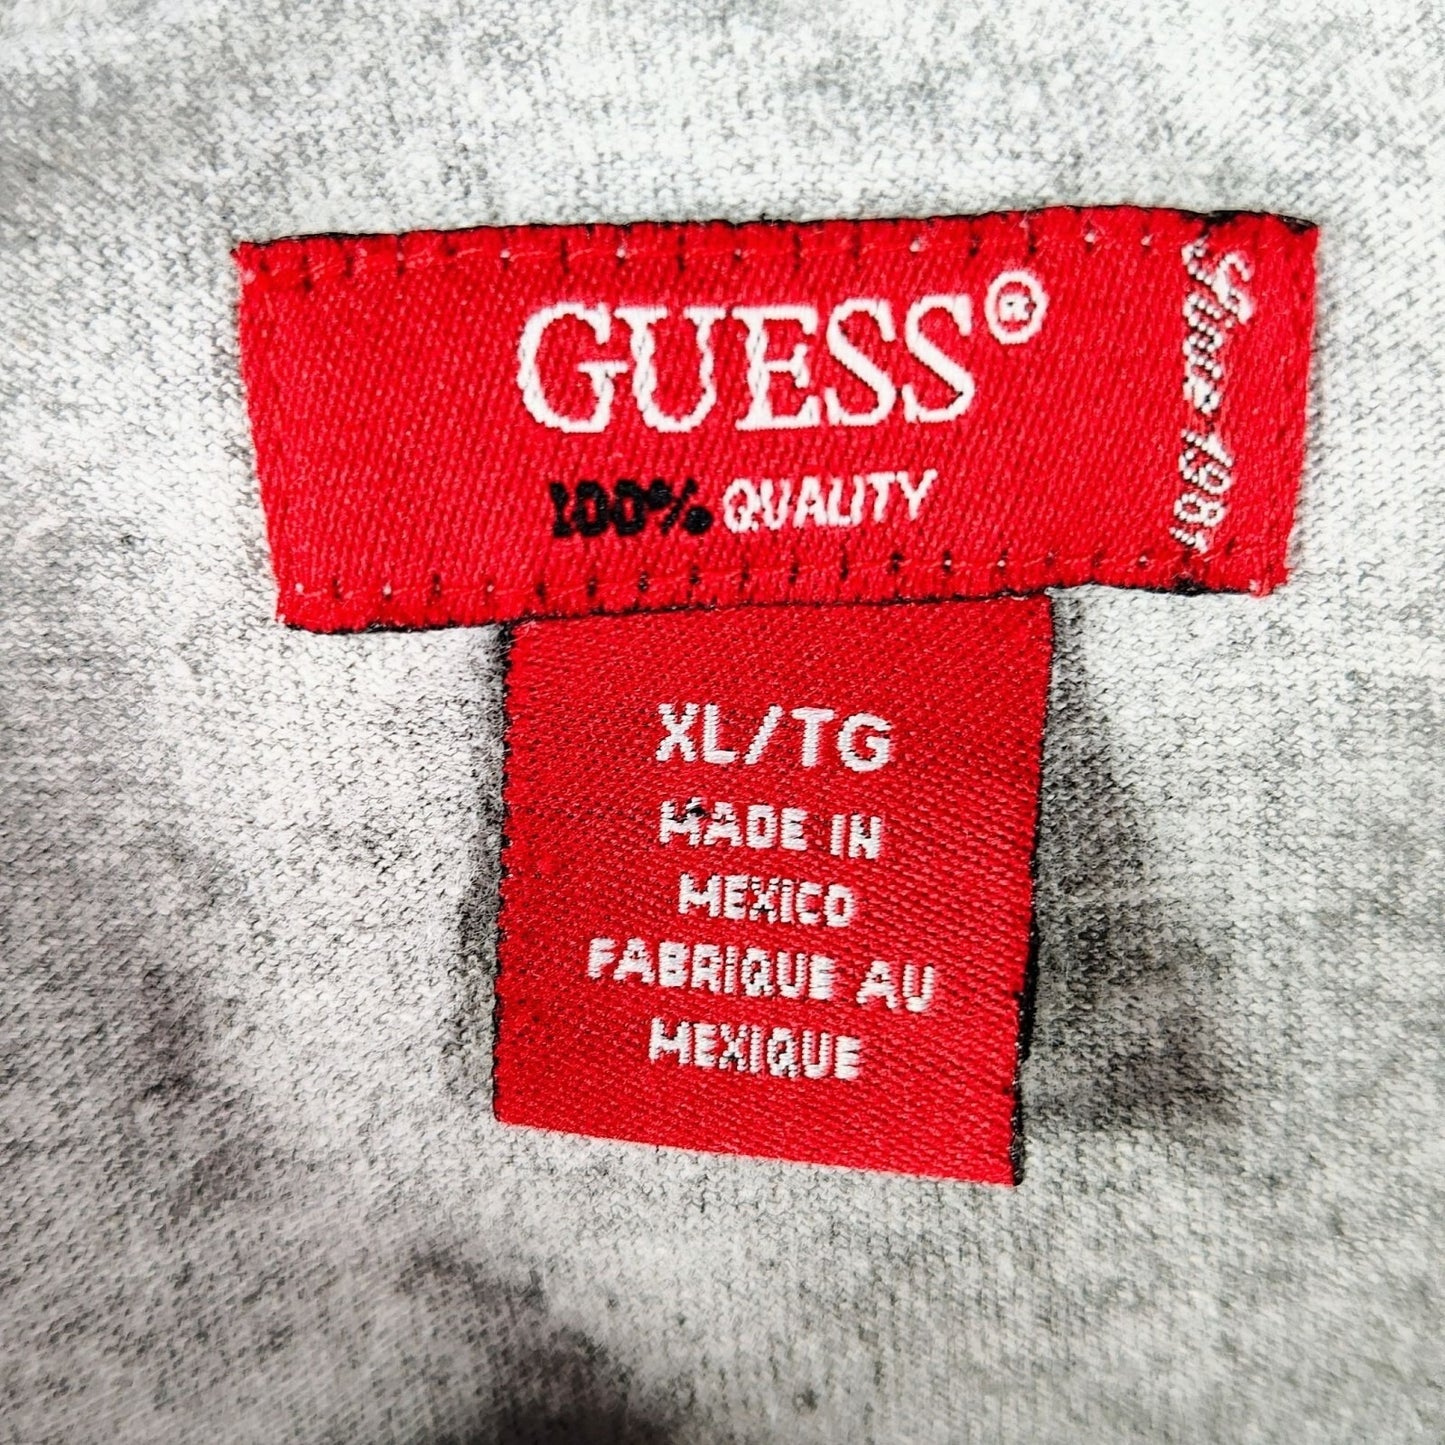 GUESS®
100% QUALITY
Since 1981
XL/TG
MADE IN
MEXICO
FABRIQUE AU
MEXIQUE